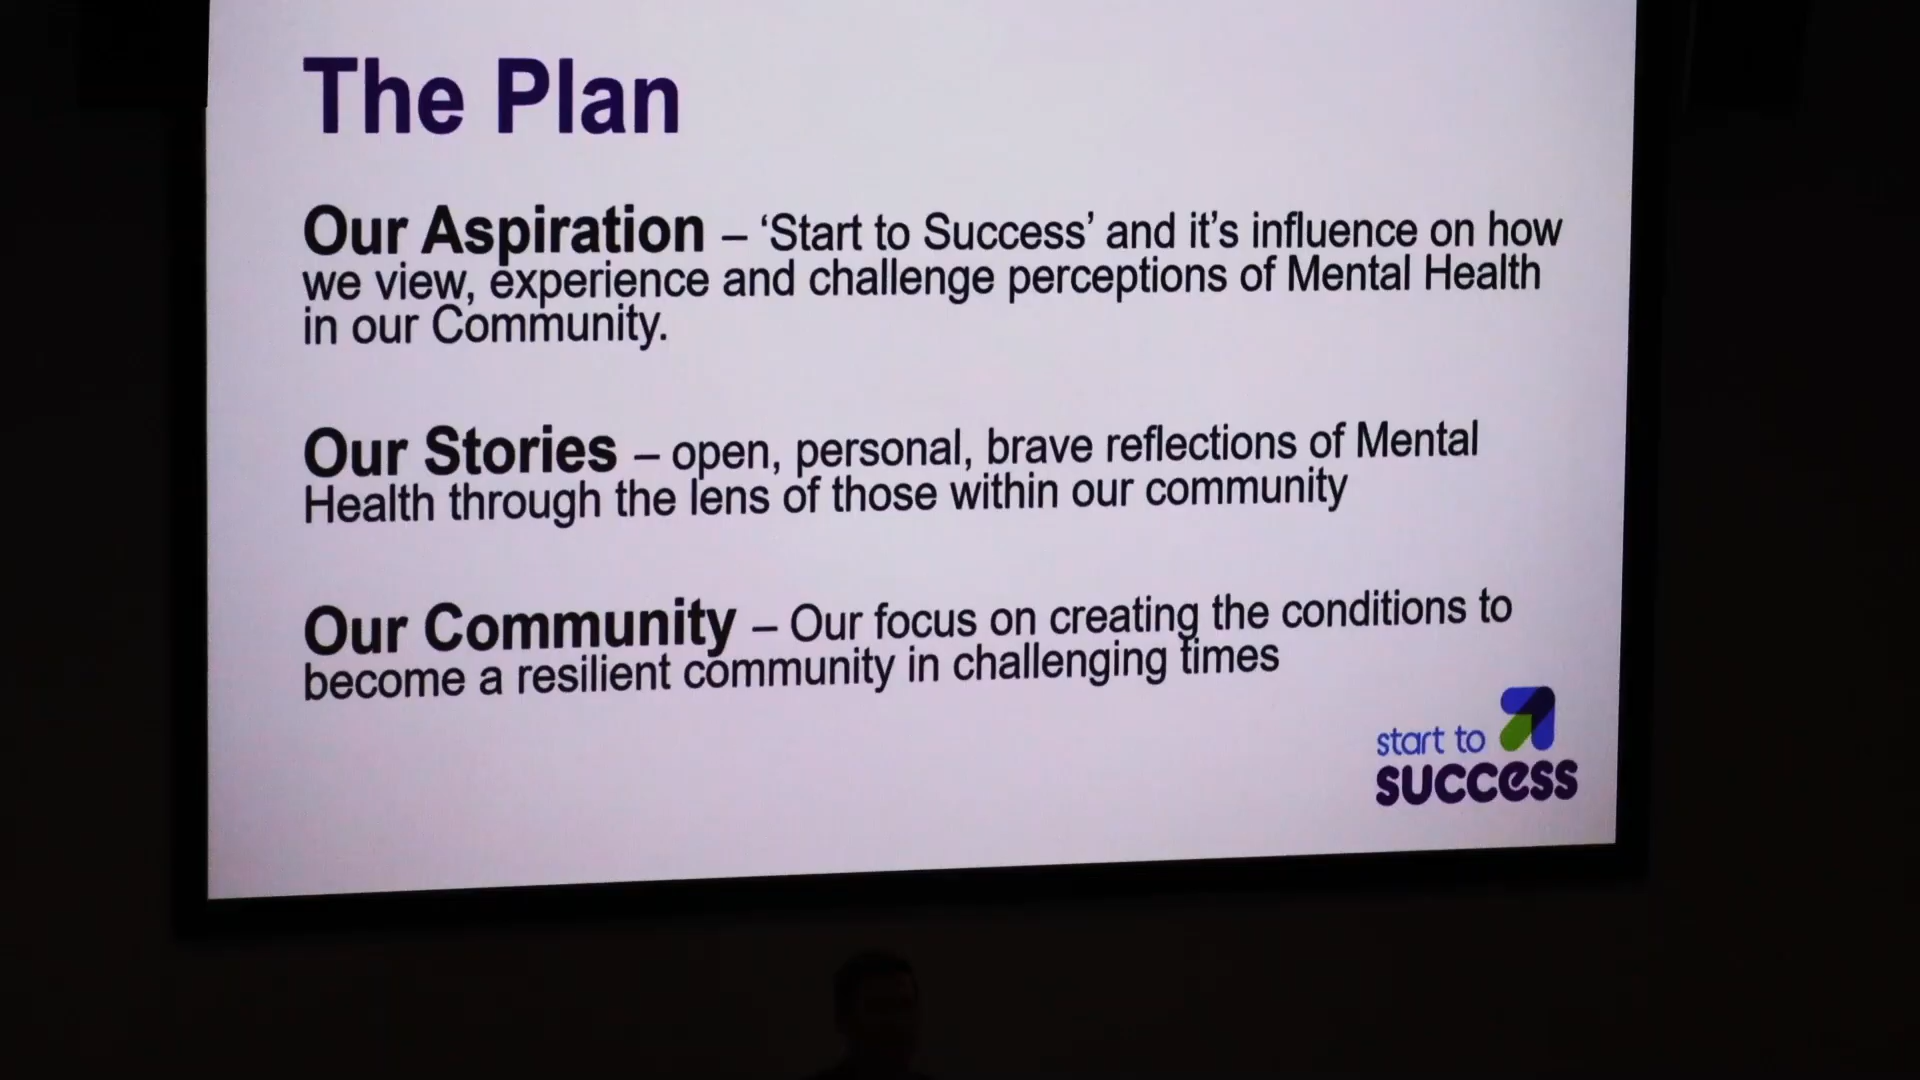 The Plan
Our Aspiration – ‘Start to Success’ and it’s influence on how
we view, experience and challenge perceptions of Mental Health
in our Community.
Our Stories – open, personal, brave reflections of Mental
Health through the lens of those within our community
Our Community – Our focus on creating the conditions to
become a resilient community in challenging times
start to
success